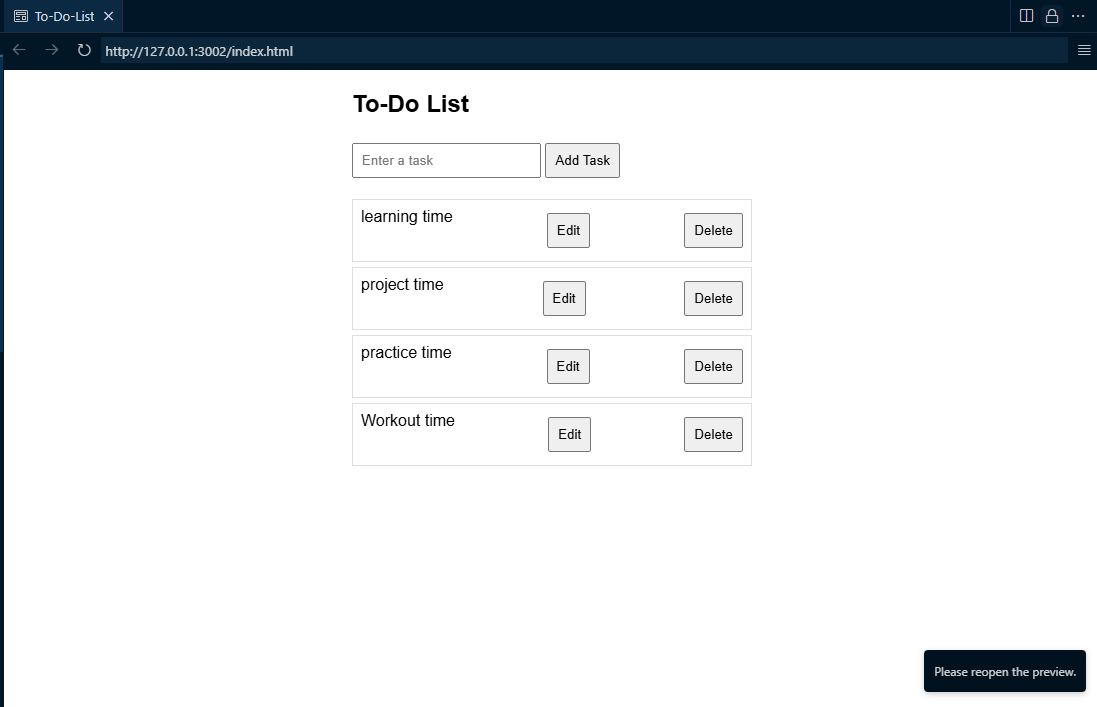 To-Do-List
http://127.0.0.1:3002/index.html
To-Do List
Enter a task Add Task
learning time Edit Delete
project time Edit Delete
practice time Edit Delete
Workout time Edit Delete
Please reopen the preview.